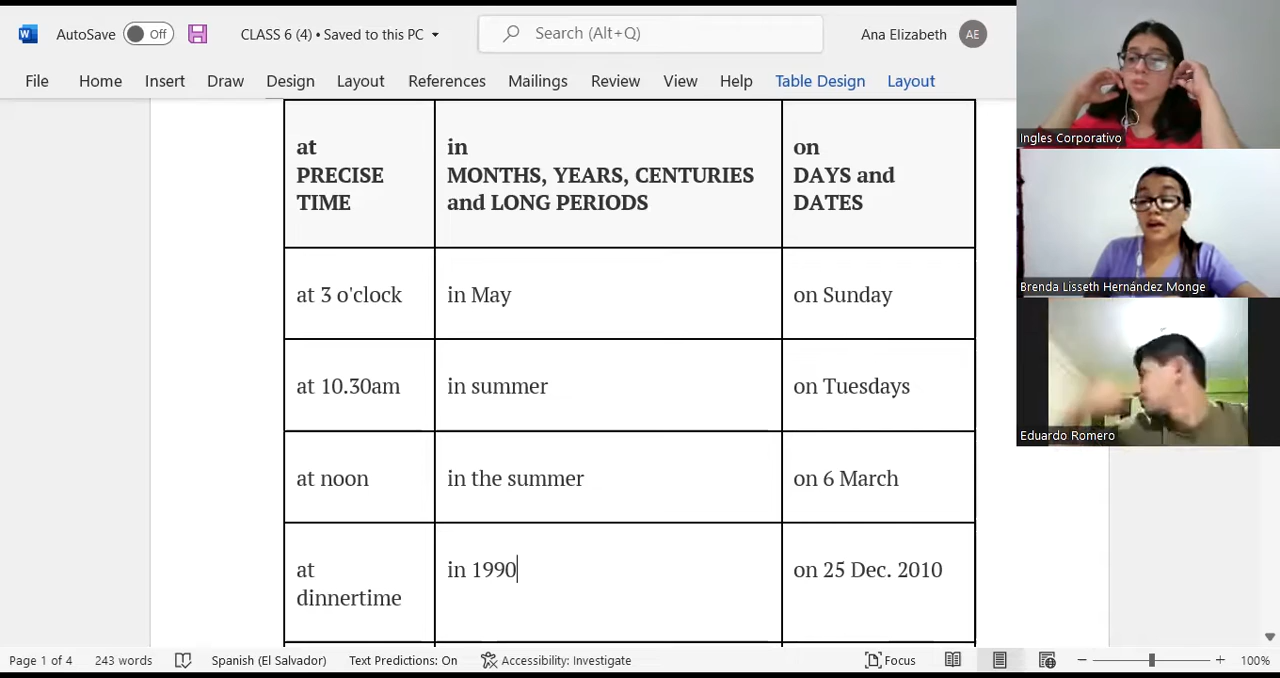 AutoSave Off CLASS 6 (4) • Saved to this PC Search (Alt+Q) Ana Elizabeth AE
File Home Insert Draw Design Layout References Mailings Review View Help Table Design Layout
at
PRECISE
TIME
in
MONTHS, YEARS, CENTURIES
and LONG PERIODS
on
DAYS and
DATES
at 3 o'clock
in May
on Sunday
at 10.30am
in summer
on Tuesdays
at noon
in the summer
on 6 March
at
dinnertime
in 1990
on 25 Dec. 2010
Ingles Corporativo
Brenda Lisseth Hernández Monge
Eduardo Romero
Page 1 of 4 243 words Spanish (El Salvador) Text Predictions: On Accessibility: Investigate Focus 100%